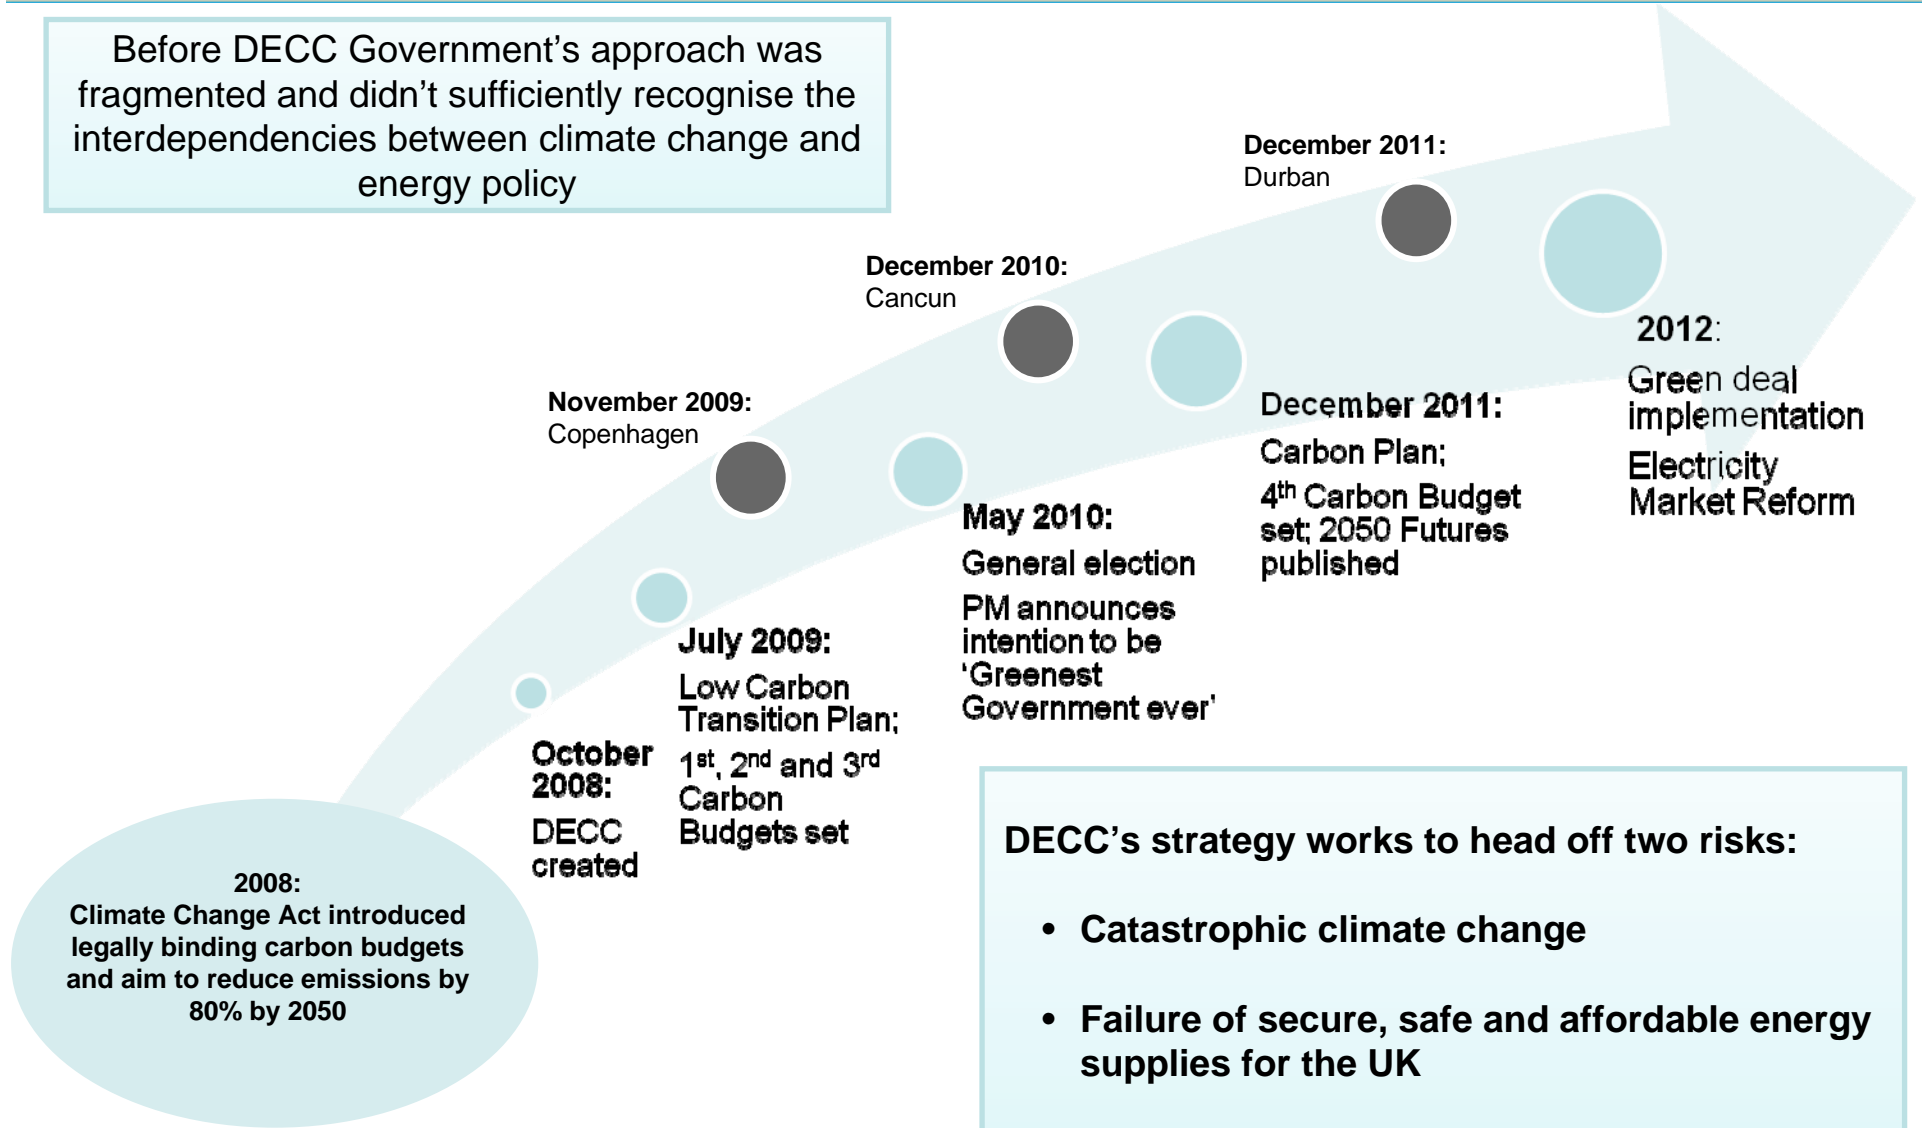 Before DECC Government’s approach was
fragmented and didn’t sufficiently recognise the
interdependencies between climate change and
energy policy
December 2011:
Durban
December 2010:
Cancun
November 2009:
Copenhagen
2012:
Green deal
implementation
Electricity
Market Reform
December 2011:
Carbon Plan;
4th Carbon Budget
set; 2050 Futures
published
May 2010:
General election
PM announces
intention to be
‘Greenest
Government ever’
July 2009:
Low Carbon
Transition Plan;
1st, 2nd and 3rd
Carbon
Budgets set
October
2008:
DECC
created
2008:
Climate Change Act introduced
legally binding carbon budgets
and aim to reduce emissions by
80% by 2050
DECC’s strategy works to head off two risks:
• Catastrophic climate change
• Failure of secure, safe and affordable energy
supplies for the UK